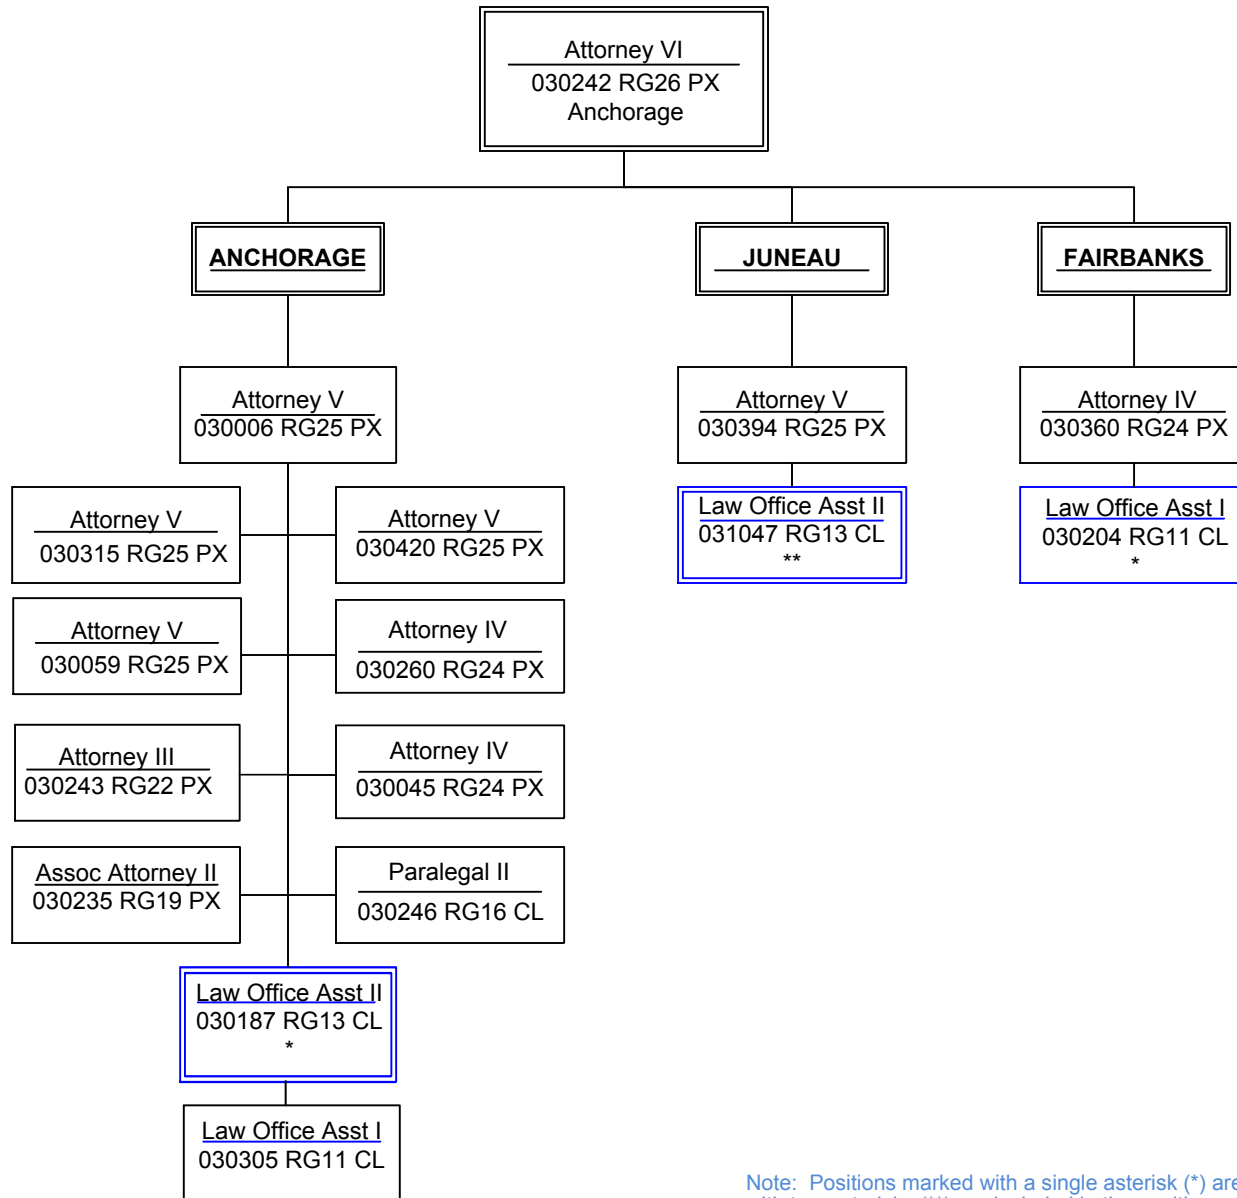 Attorney VI
030242 RG26 PX
Anchorage
ANCHORAGE
JUNEAU
FAIRBANKS
Attorney V
030006 RG25 PX
Attorney V
030394 RG25 PX
Attorney IV
030360 RG24 PX
Attorney V
030315 RG25 PX
Attorney V
030420 RG25 PX
Law Office Asst II
031047 RG13 CL
**
Law Office Asst I
030204 RG11 CL
*
Attorney V
030059 RG25 PX
Attorney IV
030260 RG24 PX
Attorney III
030243 RG22 PX
Attorney IV
030045 RG24 PX
Assoc Attorney II
030235 RG19 PX
Paralegal II
030246 RG16 CL
Law Office Asst II
030187 RG13 CL
*
Law Office Asst I
030305 RG11 CL
Note: Positions marked with a single asterisk (*) are